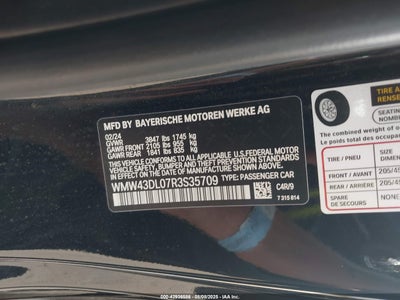 MFD BY BAYERISCHE MOTOREN WERKE AG
02/24
GVWR 3847 lbs 1745 kg
GAWR FRONT 2105 lbs 955 kg
GAWR REAR 1841 lbs 835 kg
THIS VEHICLE CONFORMS TO ALL APPLICABLE U.S. FEDERAL MOTOR
VEHICLE SAFETY, BUMPER, AND THEFT PREVENTION STANDARDS IN
EFFECT ON THE DATE OF MANUFACTURE SHOWN ABOVE.
WMW43DL07R3S35709 TYPE: PASSENGER CAR
C4R/9
7 315 814
TIRE A
RENSE
SEATING
NOMBR
The combined weight of
Le poids total des occupa
TIRE / PNEU DIMEN
FRONT / AVANT 205/4
REAR / ARRIÈRE 205/4
NONE